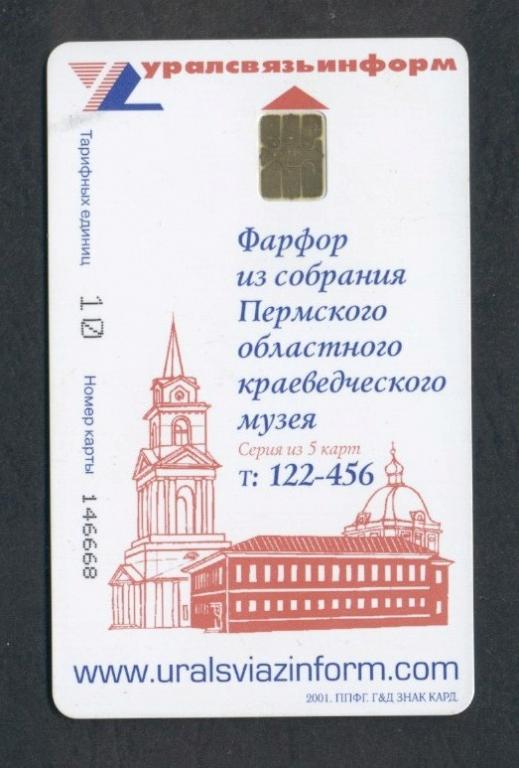 уралсвязьинформ
Тарифных единиц 10
Номер карты 146668
Фарфор
из собрания
Пермского
областного
краеведческого
музея
Серия из 5 карт
т: 122-456
www.uralsviazinform.com
2001. ППФГ. Г&Д ЗНАК КАРД.